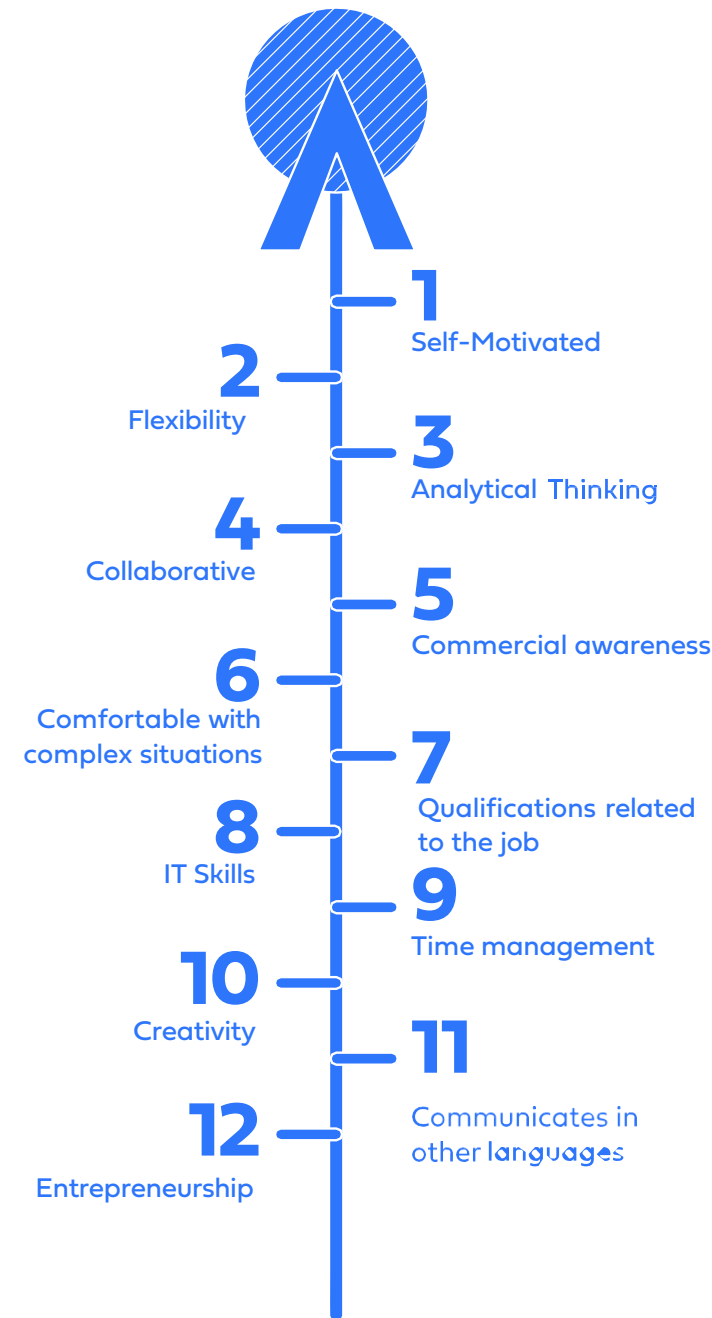 1
Self-Motivated
2
Flexibility
3
Analytical Thinking
4
Collaborative
5
Commercial awareness
6
Comfortable with
complex situations
7
Qualifications related
to the job
8
IT Skills
9
Time management
10
Creativity
11
Communicates in
other languages
12
Entrepreneurship